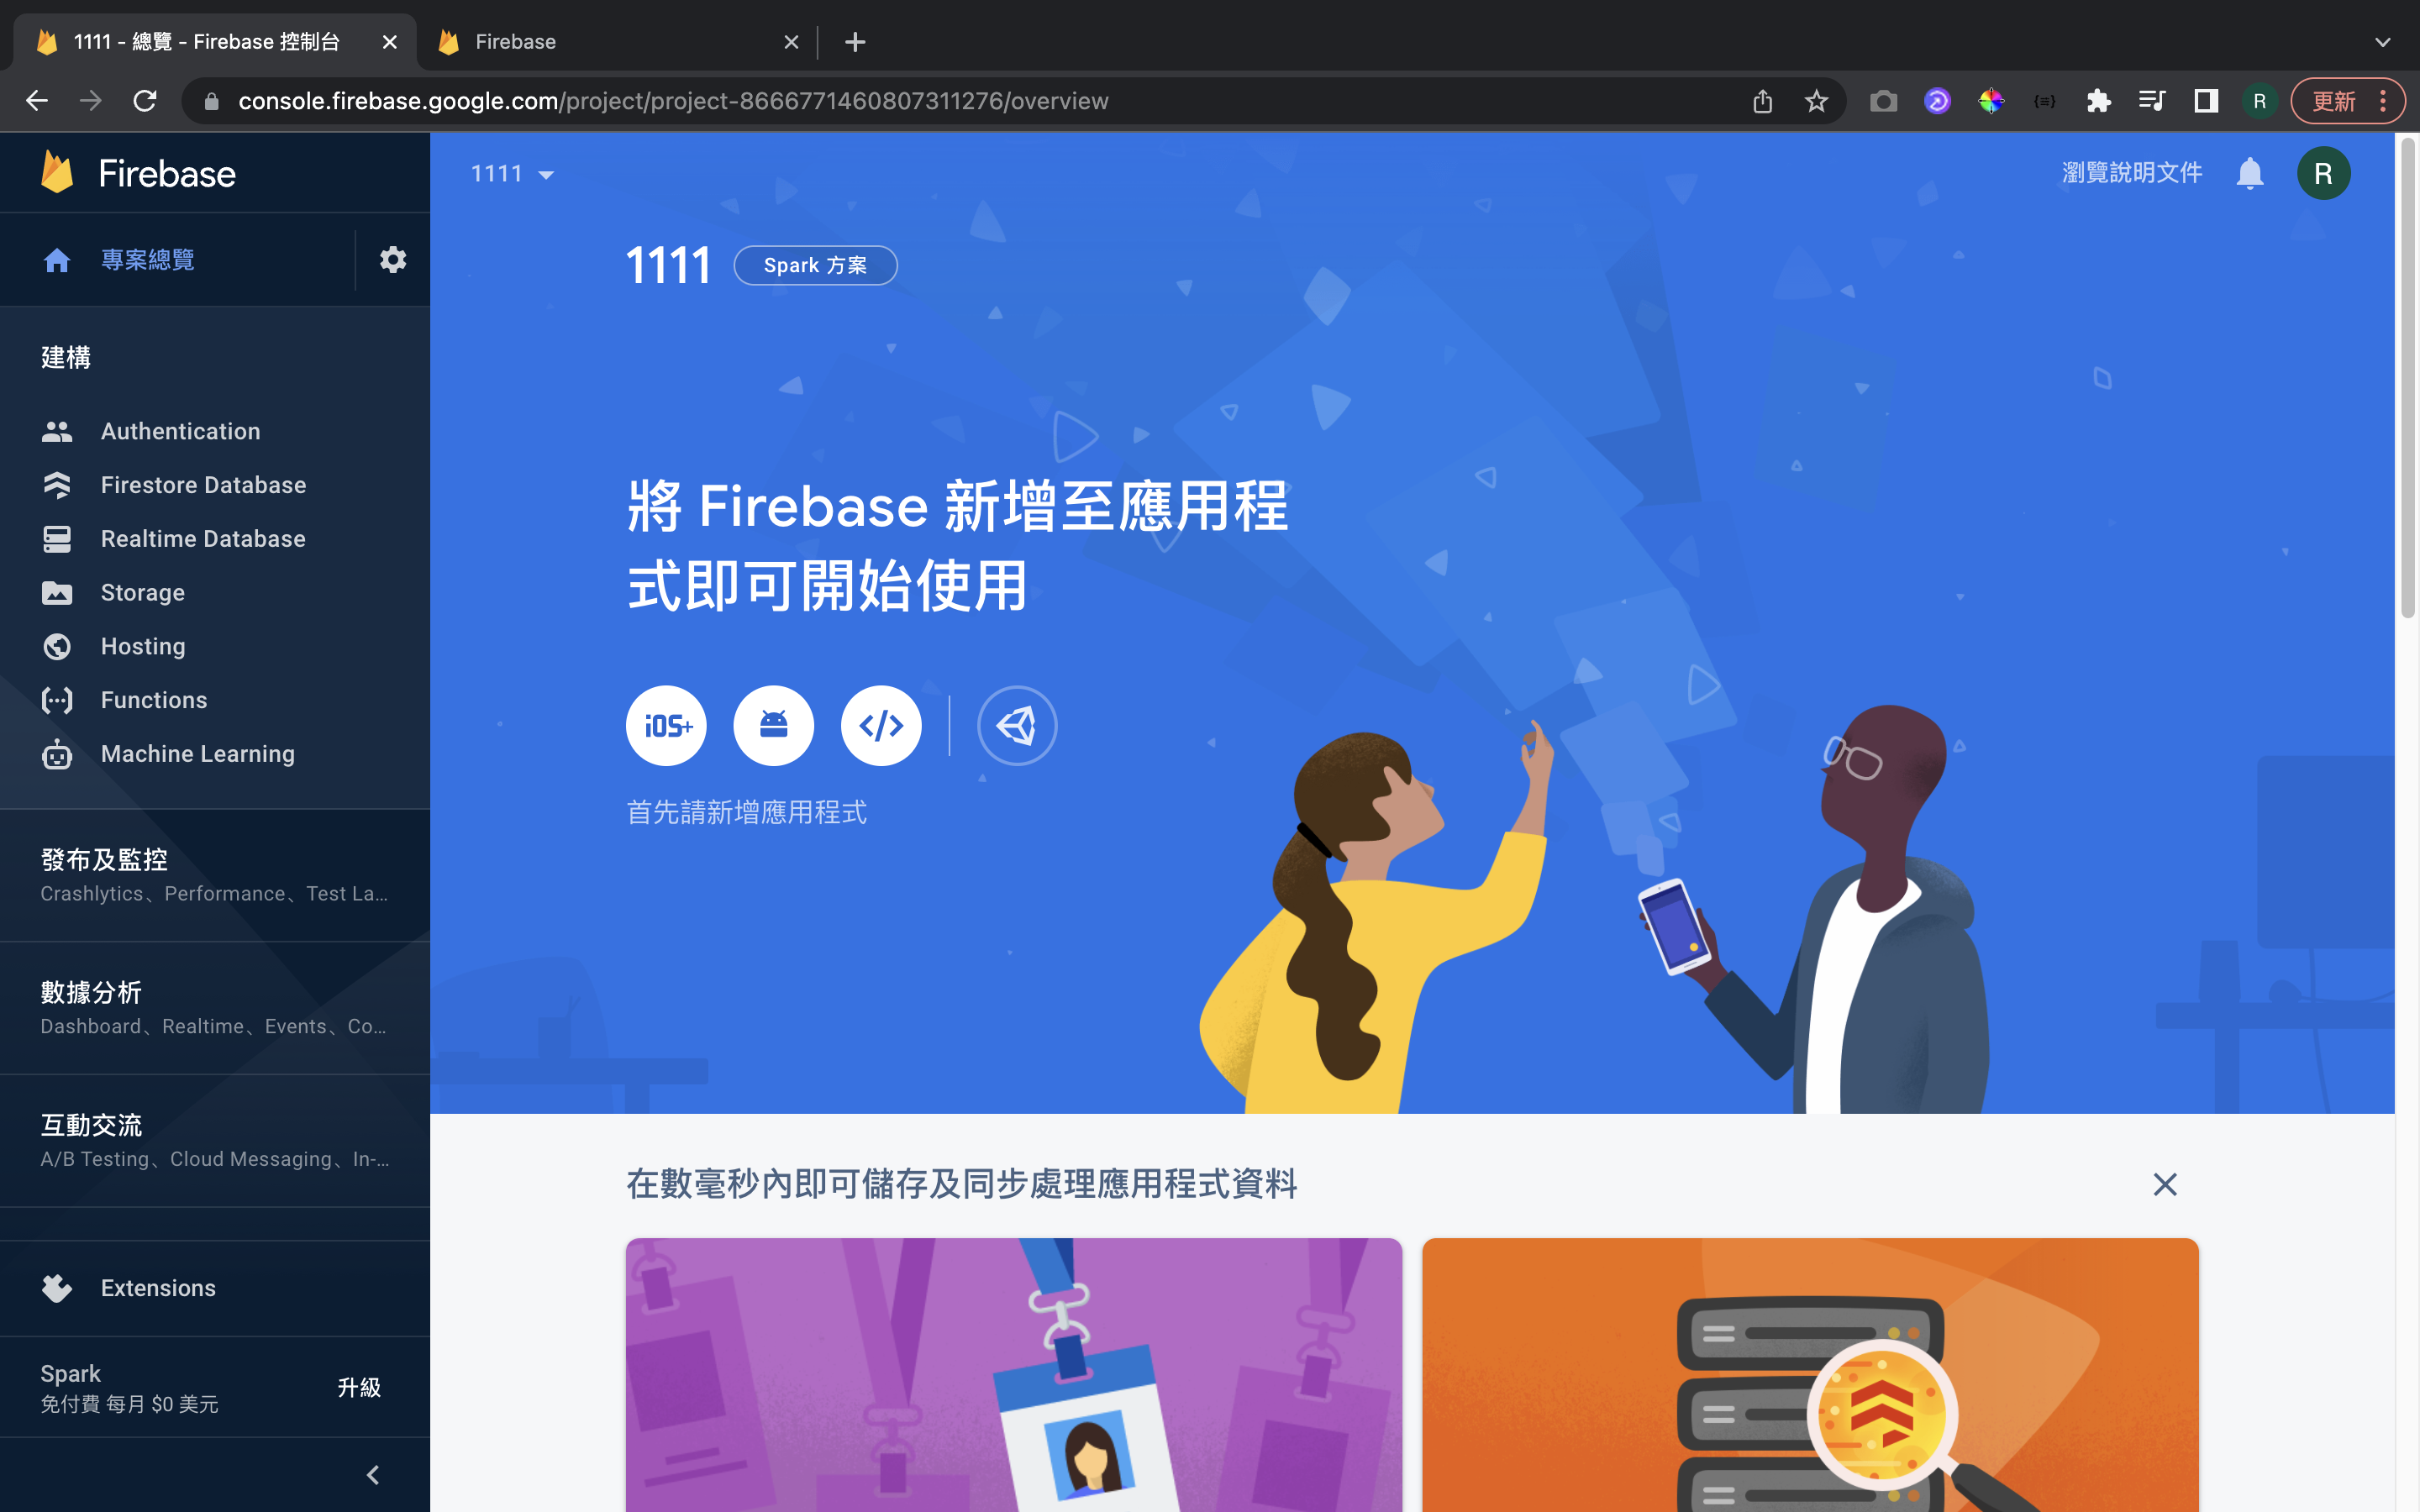 1111 - 總覽 - Firebase 控制台
Firebase
console.firebase.google.com/project/project-8666771460807311276/overview
R
更新
Firebase
1111
瀏覽說明文件
R
專案總覽
1111
Spark 方案
建構
Authentication
Firestore Database
Realtime Database
Storage
Hosting
Functions
Machine Learning
將 Firebase 新增至應用程
式即可開始使用
iOS+
首先請新增應用程式
發布及監控
Crashlytics、Performance、Test La...
數據分析
Dashboard、Realtime、Events、Co...
互動交流
A/B Testing、Cloud Messaging、In-...
在數毫秒內即可儲存及同步處理應用程式資料
Extensions
Spark
免付費 每月 $0 美元
升級